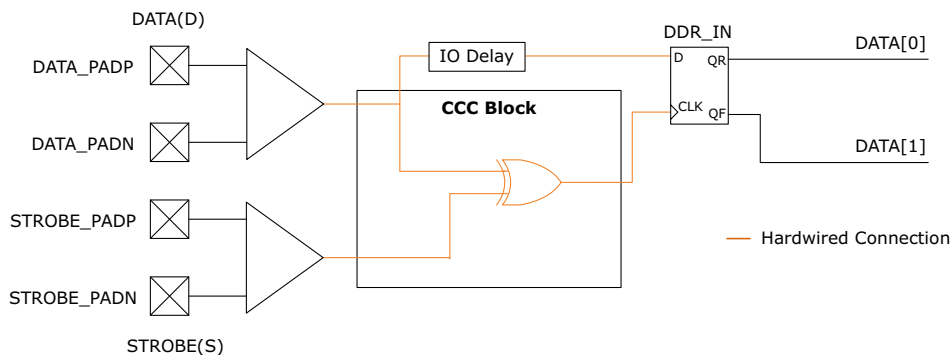 DATA(D)
DATA_PADP
DATA_PADN
STROBE_PADP
STROBE_PADN
STROBE(S)
IO Delay
CCC Block
DDR_IN
D
QR
CLK
QF
DATA[0]
DATA[1]
Hardwired Connection